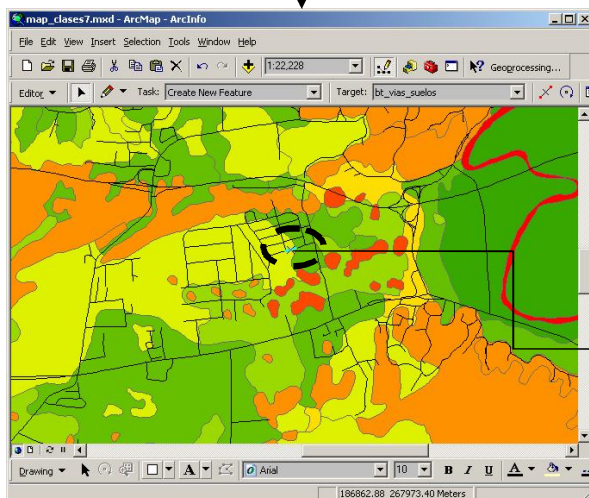 map_clases7.mxd - ArcMap - ArcInfo
File Edit View Insert Selection Tools Window Help
1:22,228 Geoprocessing...
Editor Task: Create New Feature Target: bt_vias_suelos
Drawing A Arial 10 B I U A
186862.88 267973.40 Meters